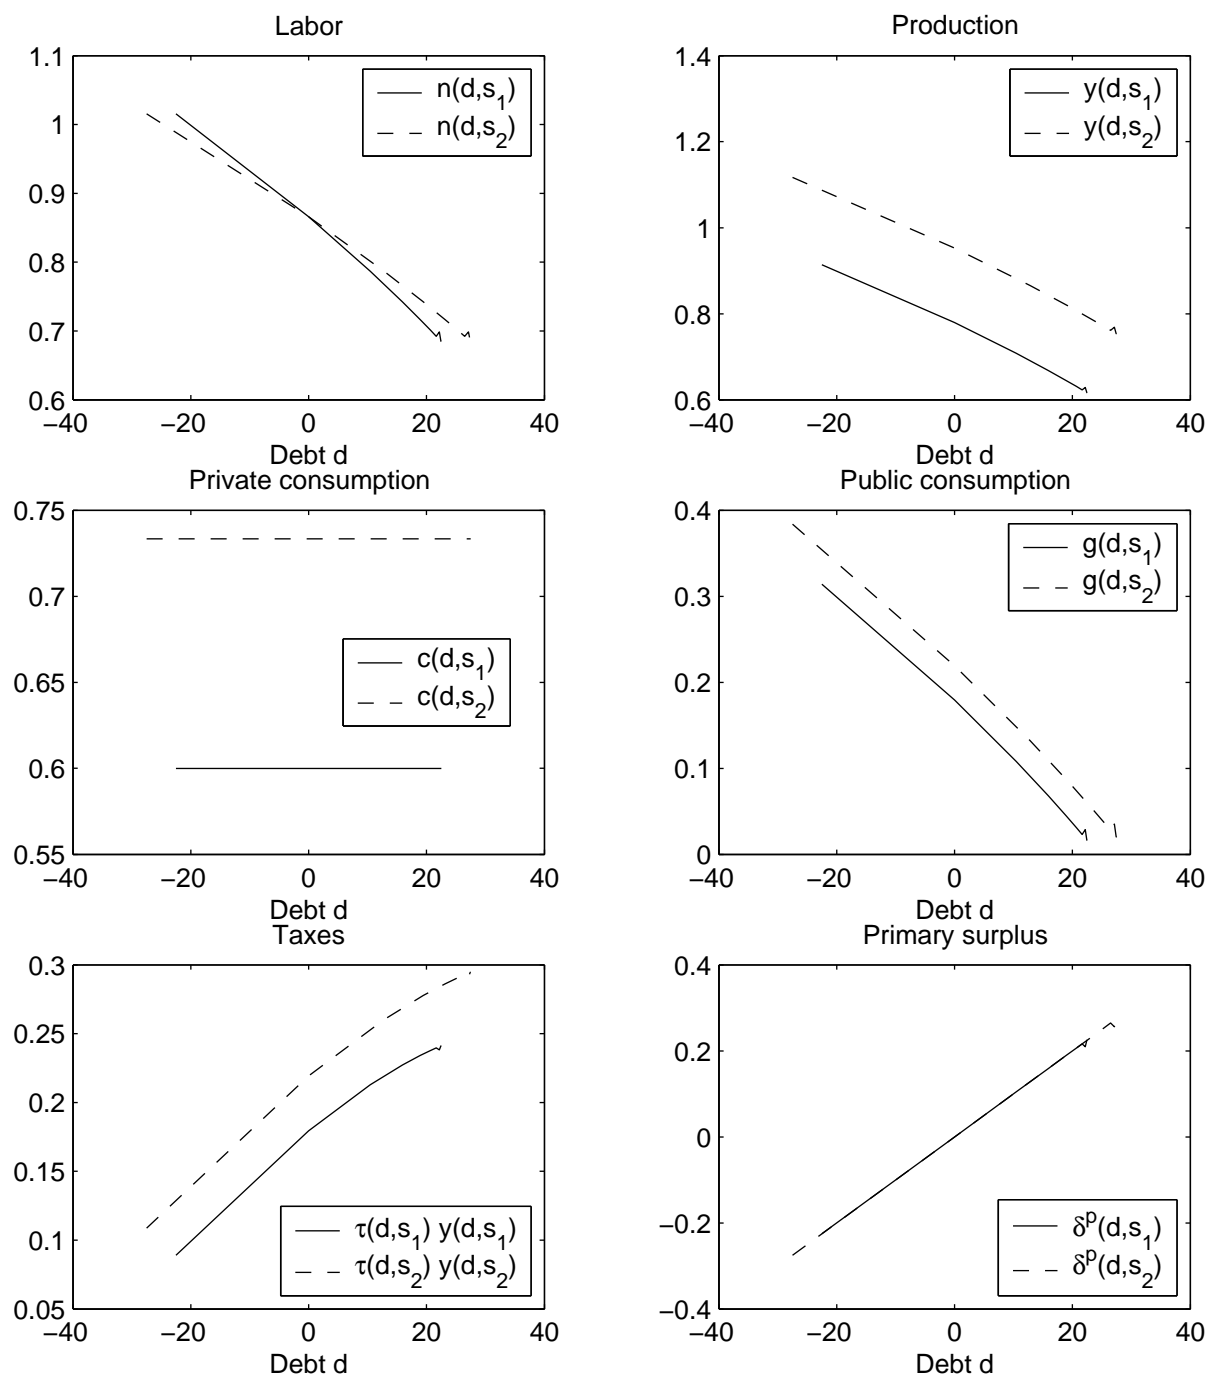 Labor
1.1
1
0.9
0.8
0.7
0.6
n(d,s1)
n(d,s2)
−40 −20 0 20 40
Debt d
Production
1.4
1.2
1
0.8
0.6
y(d,s1)
y(d,s2)
−40 −20 0 20 40
Debt d
Private consumption
0.75
0.7
0.65
0.6
0.55
c(d,s1)
c(d,s2)
−40 −20 0 20 40
Debt d
Public consumption
0.4
0.3
0.2
0.1
0
g(d,s1)
g(d,s2)
−40 −20 0 20 40
Debt d
Taxes
0.3
0.25
0.2
0.15
0.1
0.05
τ(d,s1) y(d,s1)
τ(d,s2) y(d,s2)
−40 −20 0 20 40
Debt d
Primary surplus
0.4
0.2
0
−0.2
−0.4
δp(d,s1)
δp(d,s2)
−40 −20 0 20 40
Debt d